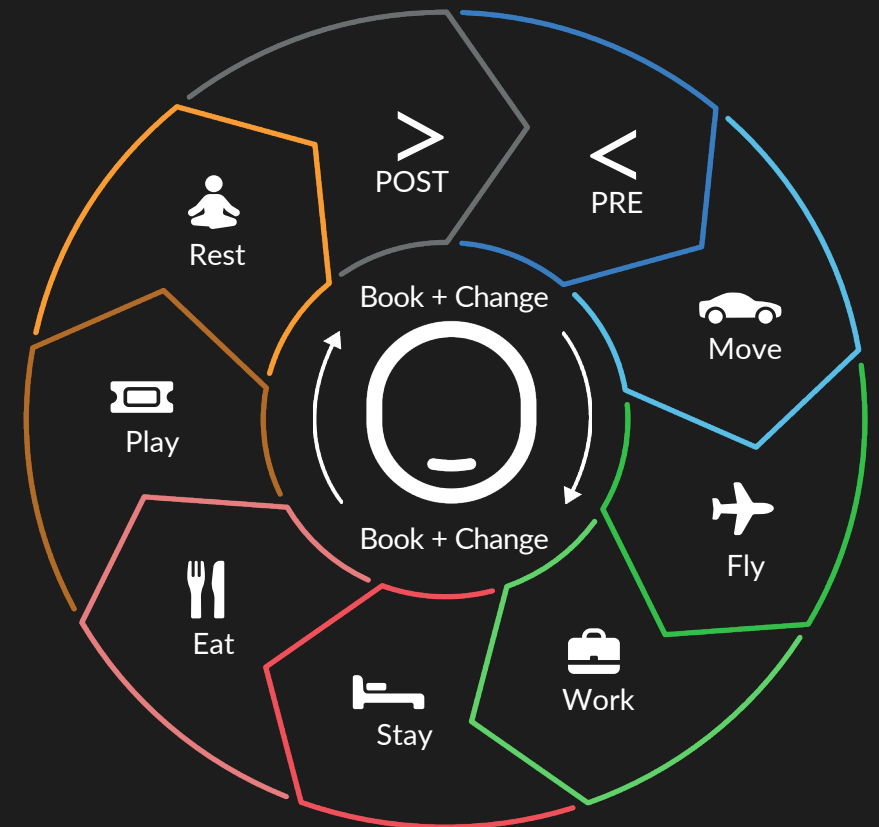 POST
PRE
Rest
Book + Change
Move
Play
Book + Change
Fly
Eat
Work
Stay